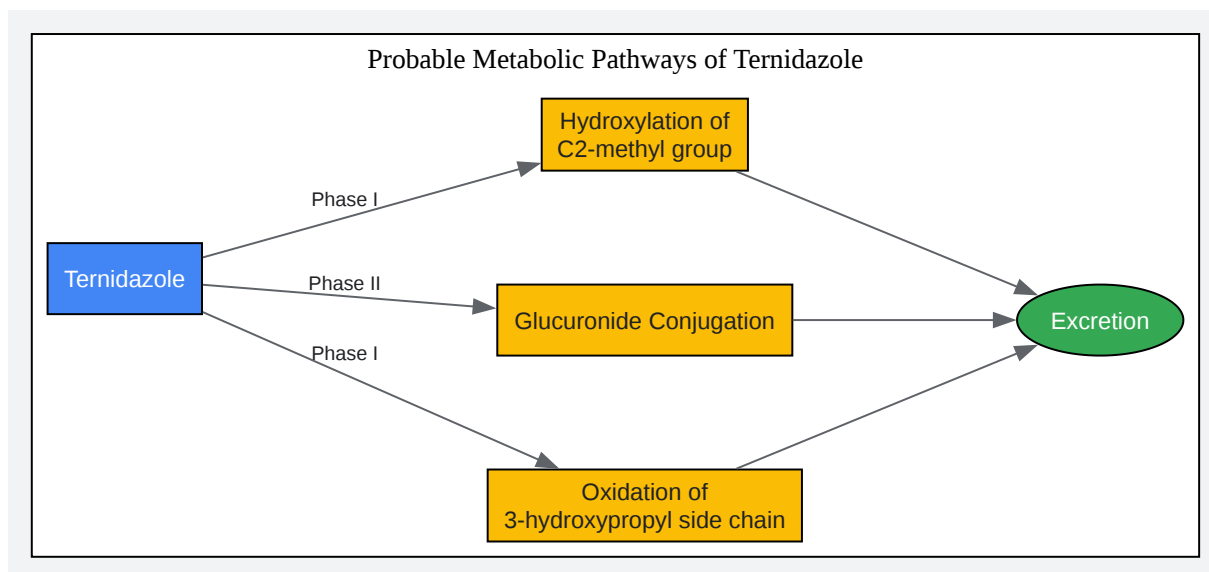 Probable Metabolic Pathways of Ternidazole
Hydroxylation of
C2-methyl group
Phase I
Ternidazole
Phase II
Glucuronide Conjugation
Excretion
Phase I
Oxidation of
3-hydroxypropyl side chain